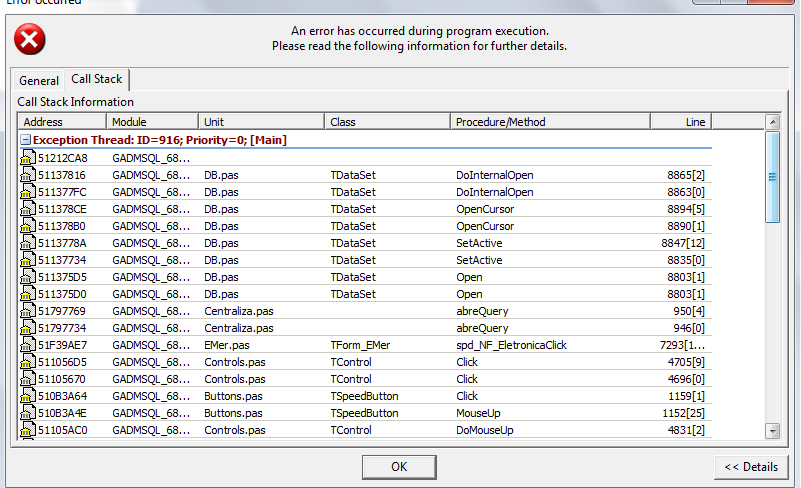 Error occurred
An error has occurred during program execution.
Please read the following information for further details.
General Call Stack
Call Stack Information
Address Module Unit Class Procedure/Method Line
Exception Thread: ID=916; Priority=0; [Main]
51212CA8 GADMSQL_68...
51137816 GADMSQL_68... DB.pas TDataSet DoInternalOpen 8865[2]
511377FC GADMSQL_68... DB.pas TDataSet DoInternalOpen 8863[0]
511378CE GADMSQL_68... DB.pas TDataSet OpenCursor 8894[5]
511378B0 GADMSQL_68... DB.pas TDataSet OpenCursor 8890[1]
5113778A GADMSQL_68... DB.pas TDataSet SetActive 8847[12]
51137734 GADMSQL_68... DB.pas TDataSet SetActive 8835[0]
511375D5 GADMSQL_68... DB.pas TDataSet Open 8803[1]
511375D0 GADMSQL_68... DB.pas TDataSet Open 8803[1]
51797769 GADMSQL_68... Centraliza.pas abreQuery 950[4]
51797734 GADMSQL_68... Centraliza.pas abreQuery 946[0]
51F39AE7 GADMSQL_68... EMer.pas TForm_EMer spd_NF_EletronicaClick 7293[1...
511056D5 GADMSQL_68... Controls.pas TControl Click 4705[9]
51105670 GADMSQL_68... Controls.pas TControl Click 4696[0]
510B3A64 GADMSQL_68... Buttons.pas TSpeedButton Click 1159[1]
510B3A4E GADMSQL_68... Buttons.pas TSpeedButton MouseUp 1152[25]
51105AC0 GADMSQL_68... Controls.pas TControl DoMouseUp 4831[2]
OK << Details